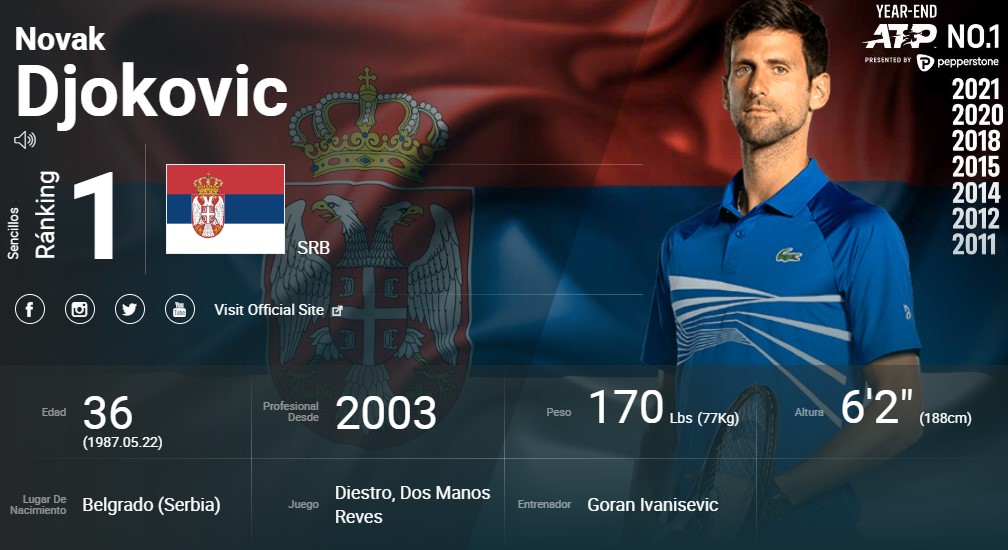 Novak
Djokovic
YEAR-END
ATP NO.1
PRESENTED BY pepperstone
2021
2020
2018
2015
2014
2012
2011
Sencillos
Ránking
1
SRB
Visit Official Site
Edad
36
(1987.05.22)
Profesional
Desde
2003
Peso
170 Lbs (77Kg)
Altura
6'2" (188cm)
Lugar De
Nacimiento
Belgrado (Serbia)
Juego
Diestro, Dos Manos
Reves
Entrenador
Goran Ivanisevic